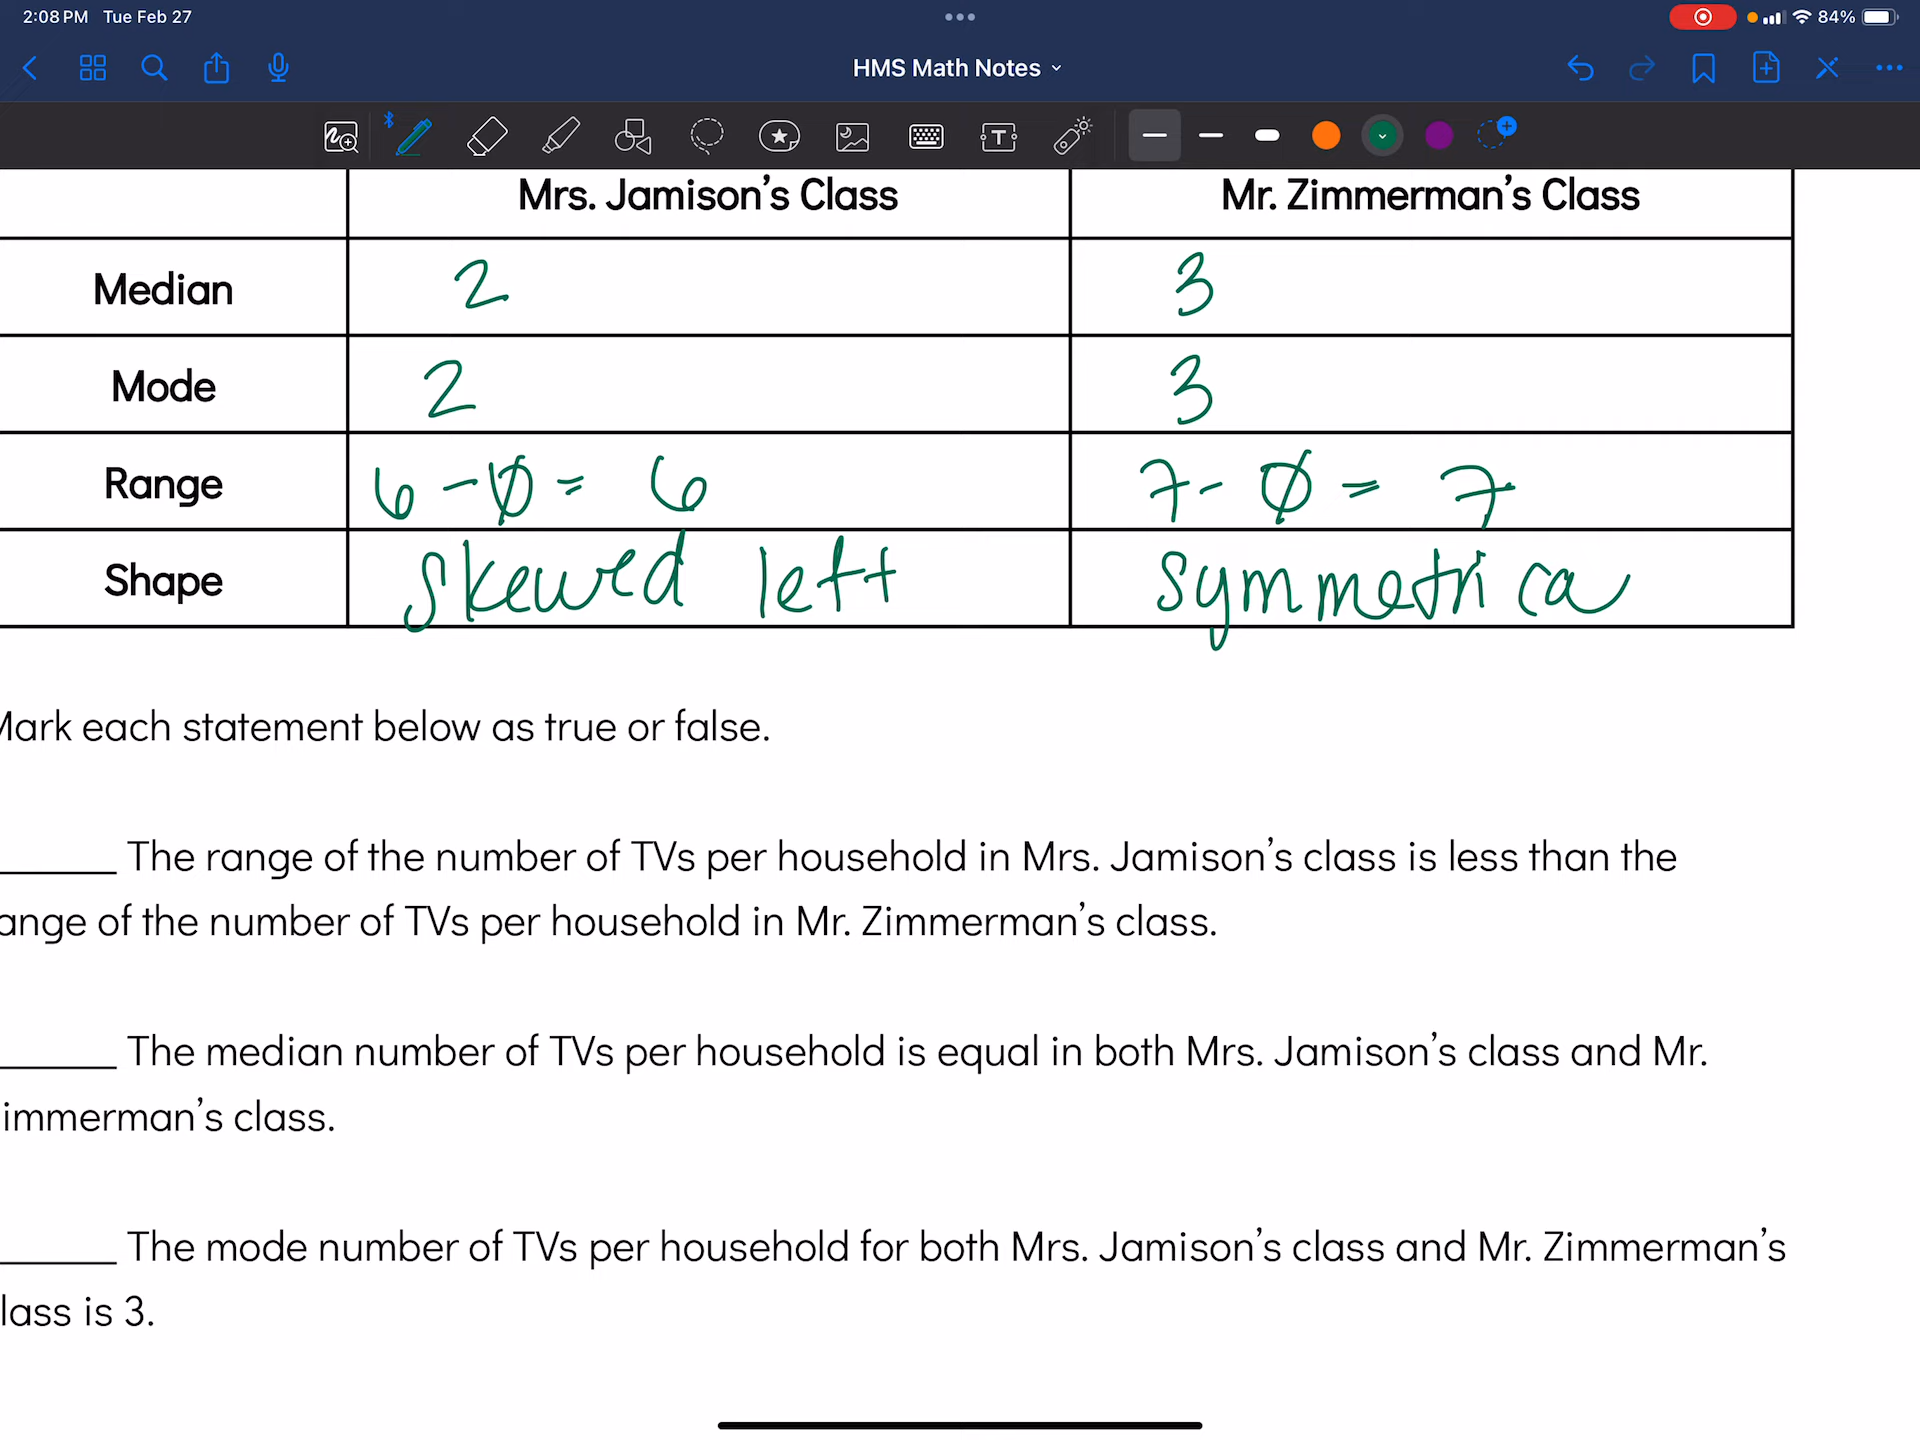 2:08 PM Tue Feb 27
84%
HMS Math Notes
T
Mrs. Jamison's Class Mr. Zimmerman's Class
Median 2 3
Mode 2 3
Range 6 - 0 = 6 7 - 0 = 7
Shape skewed left symmetrica
Mark each statement below as true or false.
______ The range of the number of TVs per household in Mrs. Jamison's class is less than the
ange of the number of TVs per household in Mr. Zimmerman's class.
______ The median number of TVs per household is equal in both Mrs. Jamison's class and Mr.
immerman's class.
______ The mode number of TVs per household for both Mrs. Jamison's class and Mr. Zimmerman's
lass is 3.